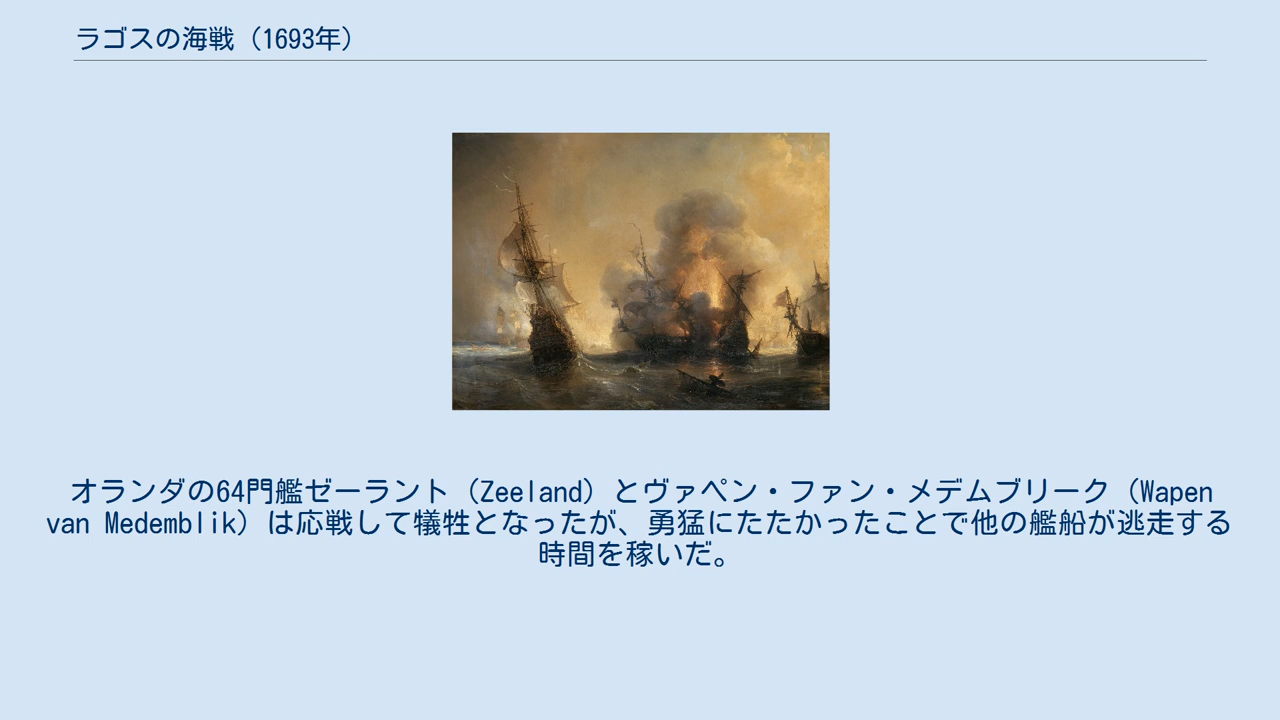 ラゴスの海戦（1693年）
オランダの64門艦ゼーラント（Zeeland）とヴァペン・ファン・メデムブリーク（Wapen
van Medemblik）は応戦して犠牲となったが、勇猛にたたかったことで他の艦船が逃走する
時間を稼いだ。